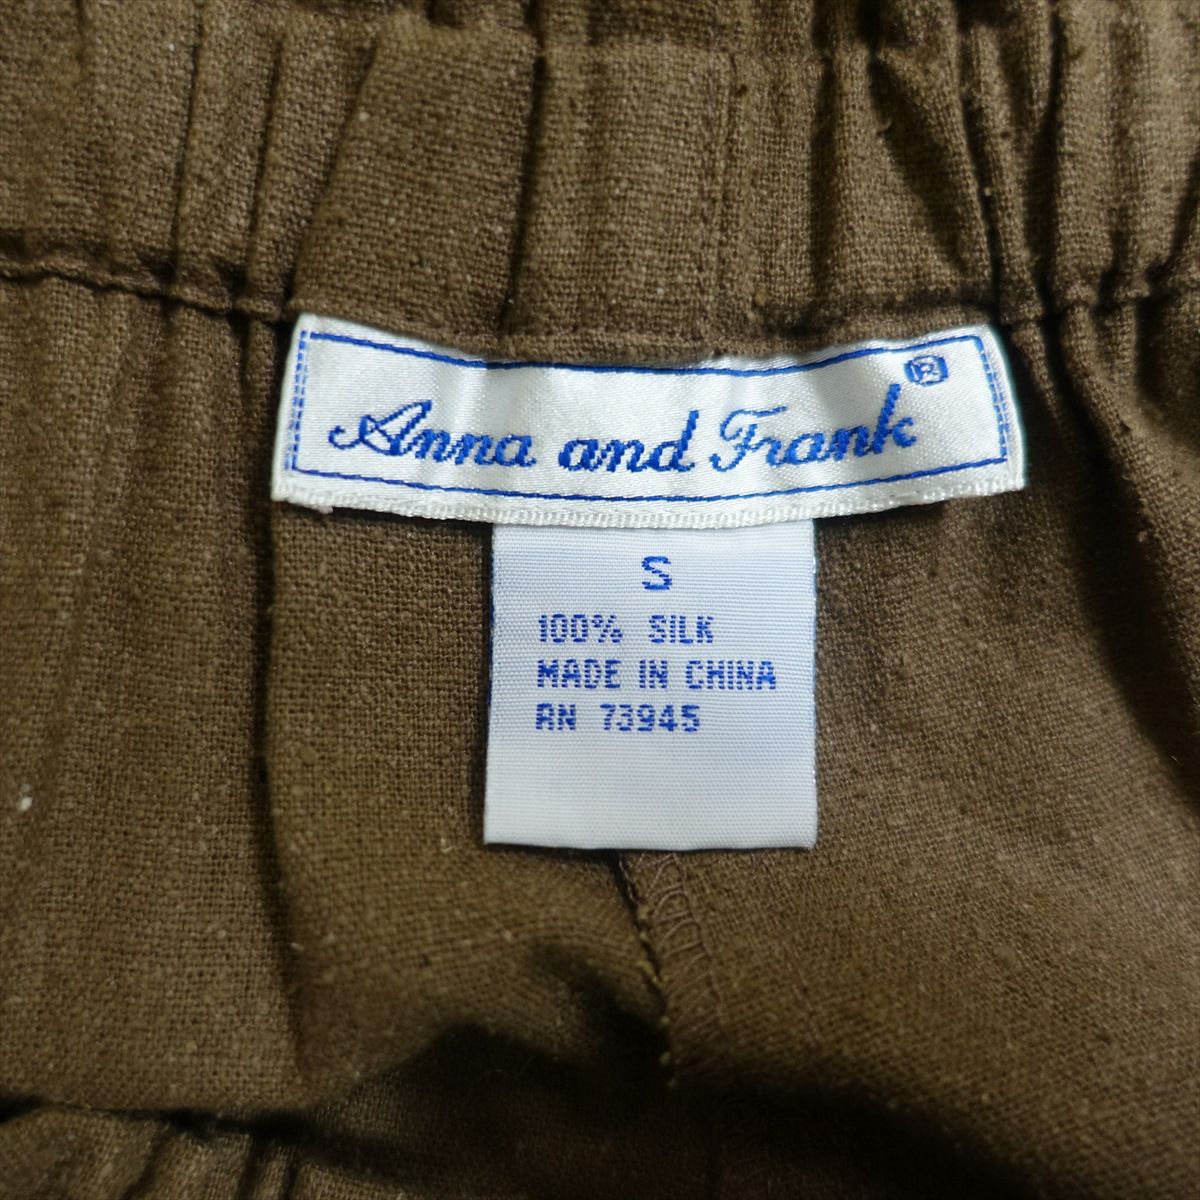 Anna and Frank ®
S
100% SILK
MADE IN CHINA
RN 73945